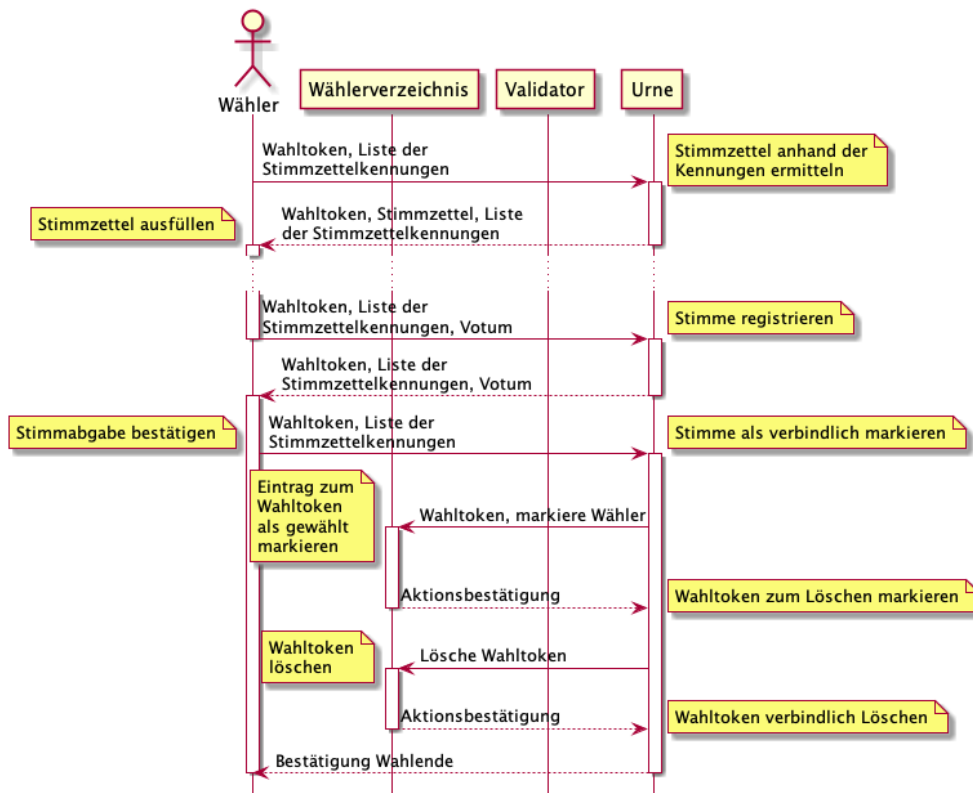 Wähler
Wählerverzeichnis
Validator
Urne
Wahltoken, Liste der
Stimmzettelkennungen
Stimmzettel anhand der
Kennungen ermitteln
Wahltoken, Stimmzettel, Liste
der Stimmzettelkennungen
Stimmzettel ausfüllen
Wahltoken, Liste der
Stimmzettelkennungen, Votum
Stimme registrieren
Wahltoken, Liste der
Stimmzettelkennungen, Votum
Stimmabgabe bestätigen
Wahltoken, Liste der
Stimmzettelkennungen
Stimme als verbindlich markieren
Eintrag zum
Wahltoken
als gewählt
markieren
Wahltoken, markiere Wähler
Aktionsbestätigung
Wahltoken zum Löschen markieren
Wahltoken
löschen
Lösche Wahltoken
Aktionsbestätigung
Wahltoken verbindlich Löschen
Bestätigung Wahlende